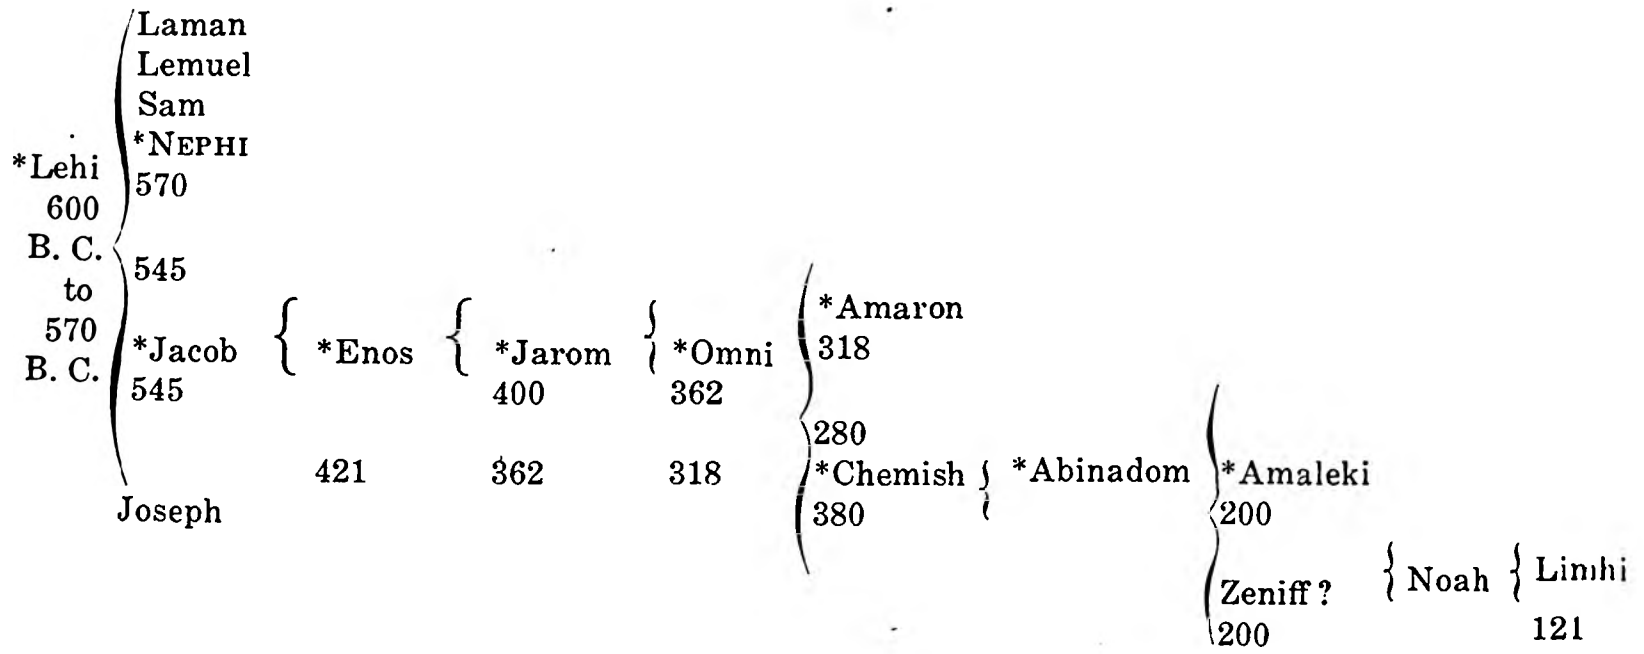 Laman
Lemuel
Sam
*NEPHI
570
*Lehi
600
B. C.
to
570
B. C.
545
*Jacob
545
Joseph
*Enos
421
*Jarom
400
362
*Omni
362
318
*Amaron
318
280
*Chemish
380
*Abinadom
*Amaleki
200
Zeniff ?
200
Noah
Limhi
121